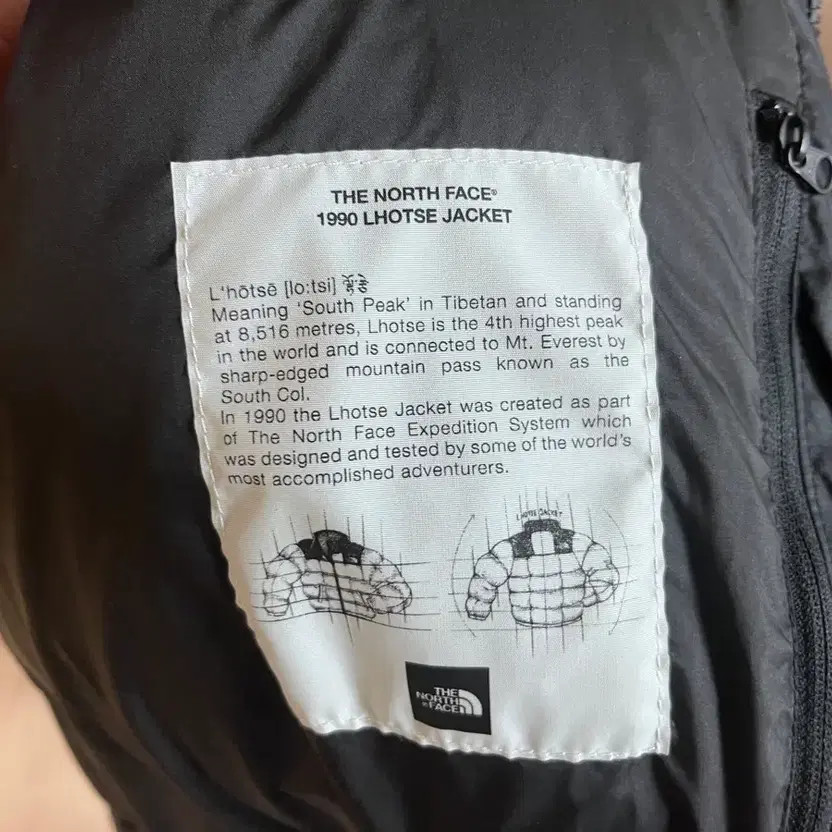 THE NORTH FACE®
1990 LHOTSE JACKET
L'hōtsē [lo:tsi]
Meaning 'South Peak' in Tibetan and standing
at 8,516 metres, Lhotse is the 4th highest peak
in the world and is connected to Mt. Everest by
sharp-edged mountain pass known as the
South Col.
In 1990 the Lhotse Jacket was created as part
of The North Face Expedition System which
was designed and tested by some of the world's
most accomplished adventurers.
LHOTSE JACKET
THE
NORTH
FACE